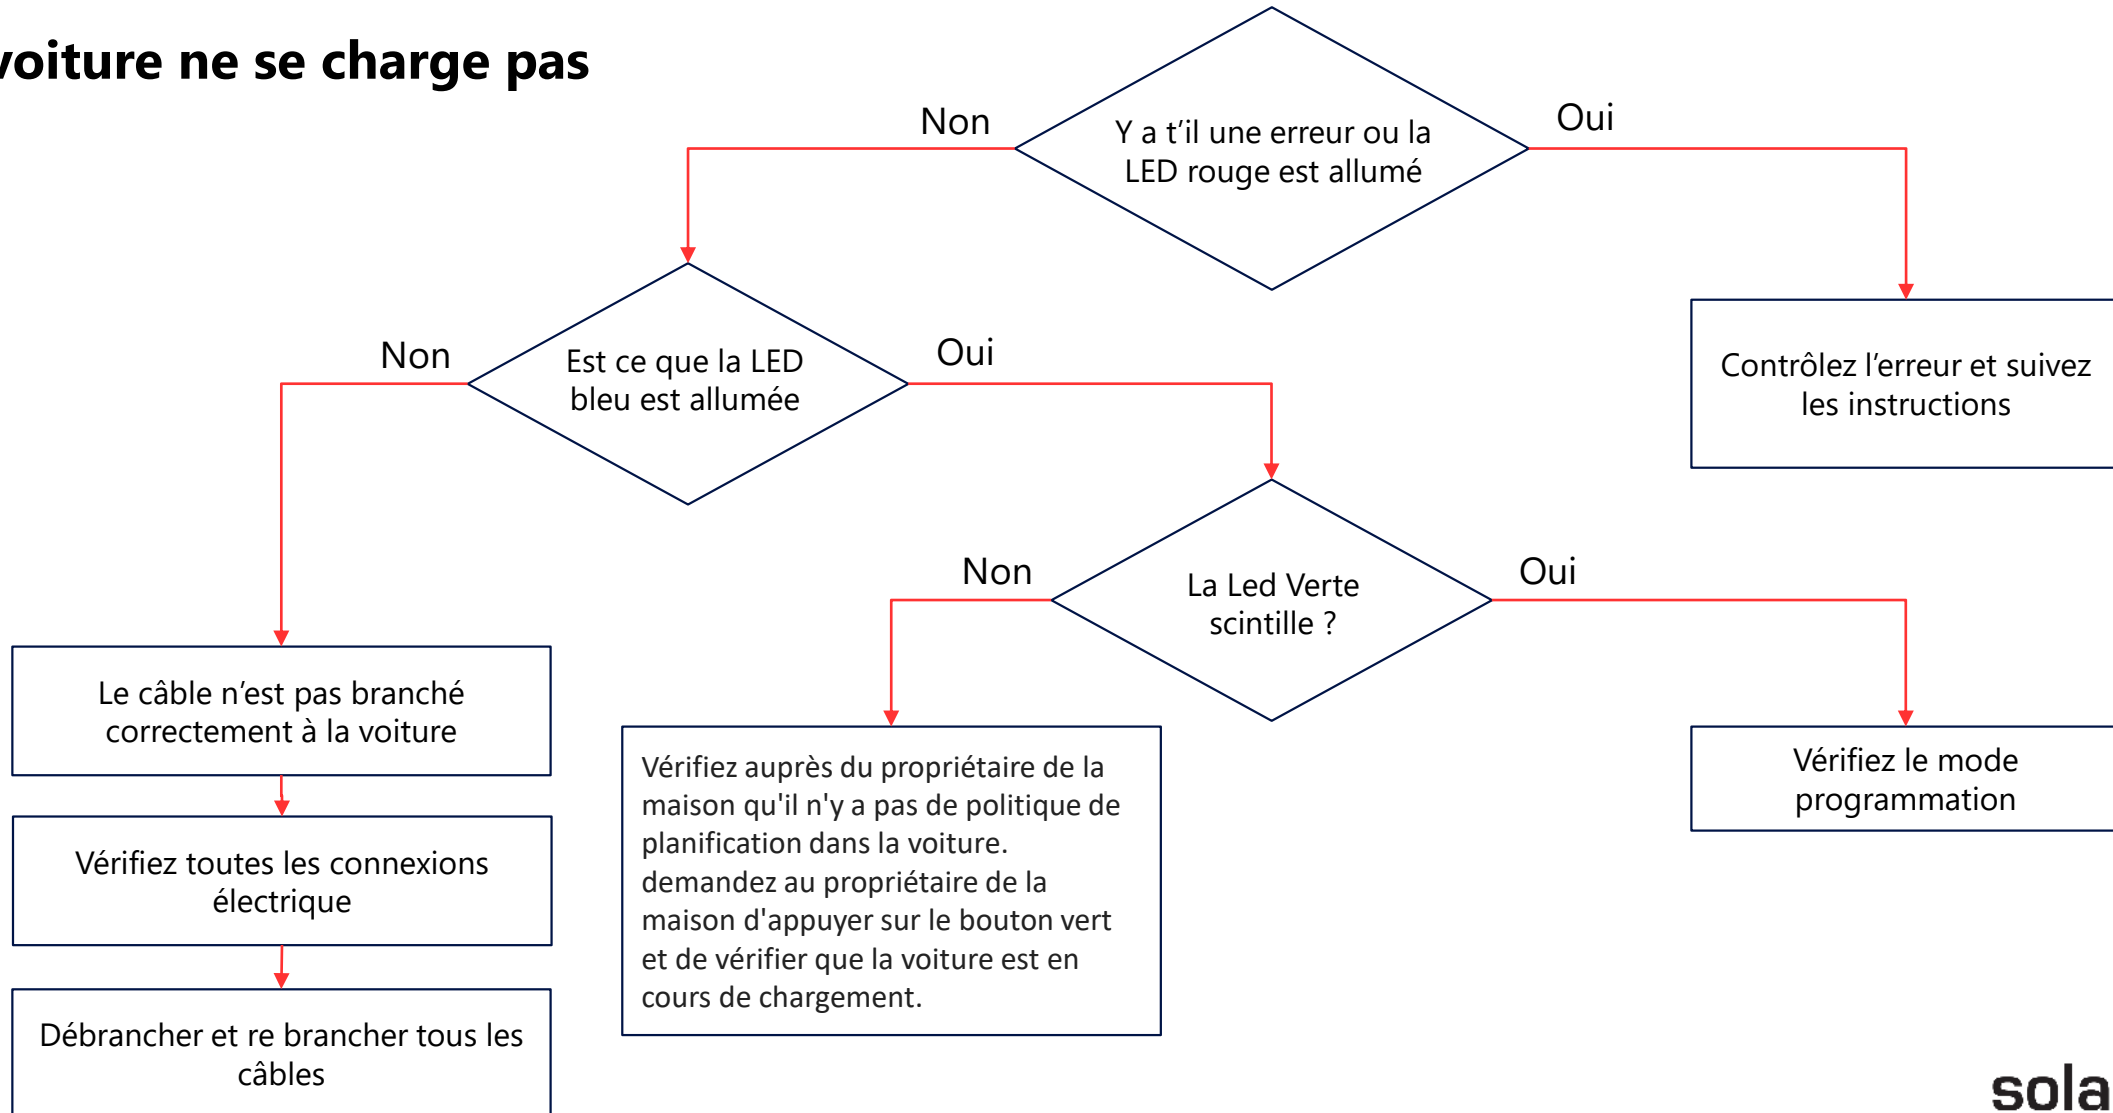 voiture ne se charge pas
Non
Y a t’il une erreur ou la
LED rouge est allumé
Oui
Non
Est ce que la LED
bleu est allumée
Oui
Contrôlez l’erreur et suivez
les instructions
Non
La Led Verte
scintille ?
Oui
Le câble n’est pas branché
correctement à la voiture
Vérifiez toutes les connexions
électrique
Débrancher et re brancher tous les
câbles
Vérifiez auprès du propriétaire de la
maison qu'il n'y a pas de politique de
planification dans la voiture.
demandez au propriétaire de la
maison d'appuyer sur le bouton vert
et de vérifier que la voiture est en
cours de chargement.
Vérifiez le mode
programmation
sola